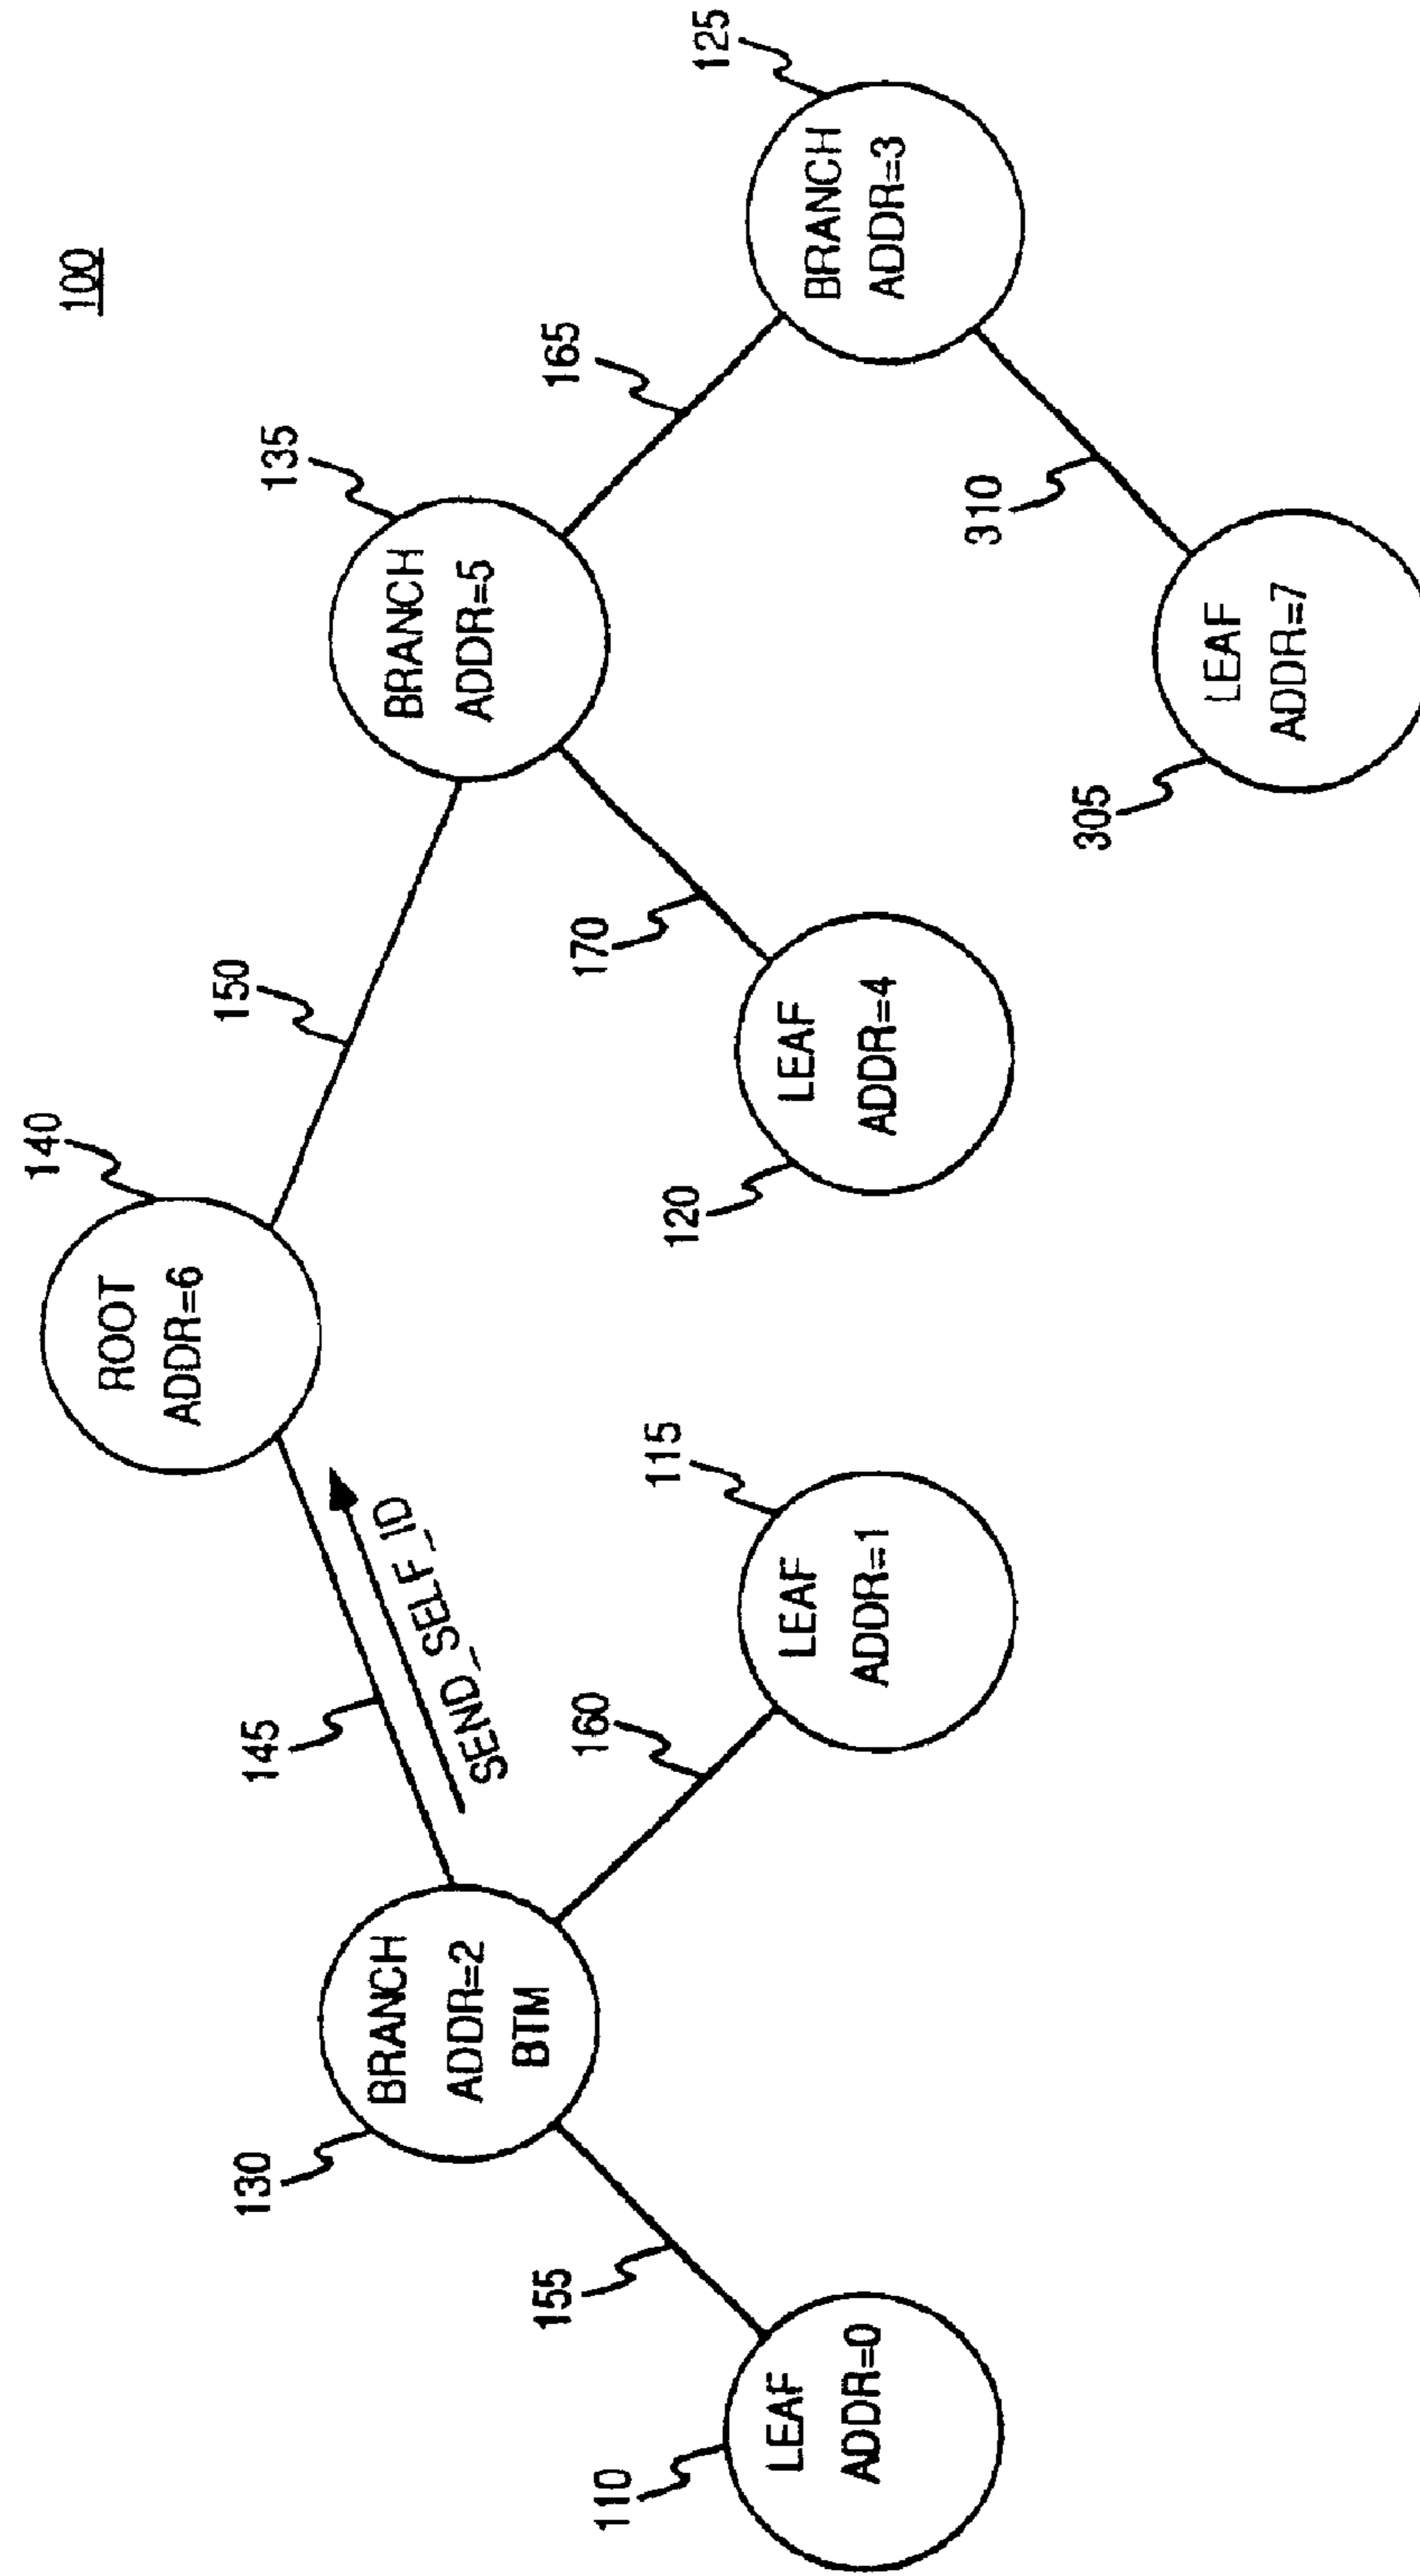 100
140
ROOT
ADDR=6
145
SEND_SELF_ID
150
130
BRANCH
ADDR=2
BTM
135
BRANCH
ADDR=5
155
160
170
165
110
LEAF
ADDR=0
115
LEAF
ADDR=1
120
LEAF
ADDR=4
125
BRANCH
ADDR=3
310
305
LEAF
ADDR=7